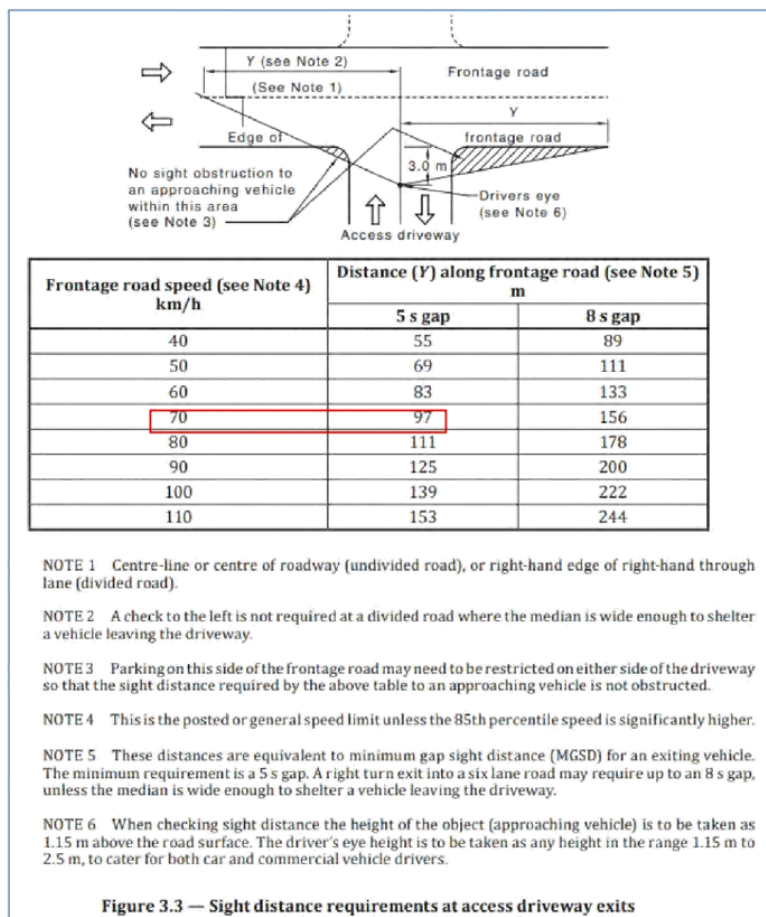 Y (see Note 2)
Frontage road
(See Note 1)
Y
Edge of
frontage road
3.0 m
No sight obstruction to
an approaching vehicle
within this area
(see Note 3)
Drivers eye
(see Note 6)
Access driveway
Frontage road speed (see Note 4) km/h Distance (Y) along frontage road (see Note 5) m
5 s gap 8 s gap
40 55 89
50 69 111
60 83 133
70 97 156
80 111 178
90 125 200
100 139 222
110 153 244
NOTE 1 Centre-line or centre of roadway (undivided road), or right-hand edge of right-hand through
lane (divided road).
NOTE 2 A check to the left is not required at a divided road where the median is wide enough to shelter
a vehicle leaving the driveway.
NOTE 3 Parking on this side of the frontage road may need to be restricted on either side of the driveway
so that the sight distance required by the above table to an approaching vehicle is not obstructed.
NOTE 4 This is the posted or general speed limit unless the 85th percentile speed is significantly higher.
NOTE 5 These distances are equivalent to minimum gap sight distance (MGSD) for an exiting vehicle.
The minimum requirement is a 5 s gap. A right turn exit into a six lane road may require up to an 8 s gap,
unless the median is wide enough to shelter a vehicle leaving the driveway.
NOTE 6 When checking sight distance the height of the object (approaching vehicle) is to be taken as
1.15 m above the road surface. The driver's eye height is to be taken as any height in the range 1.15 m to
2.5 m, to cater for both car and commercial vehicle drivers.
Figure 3.3 — Sight distance requirements at access driveway exits